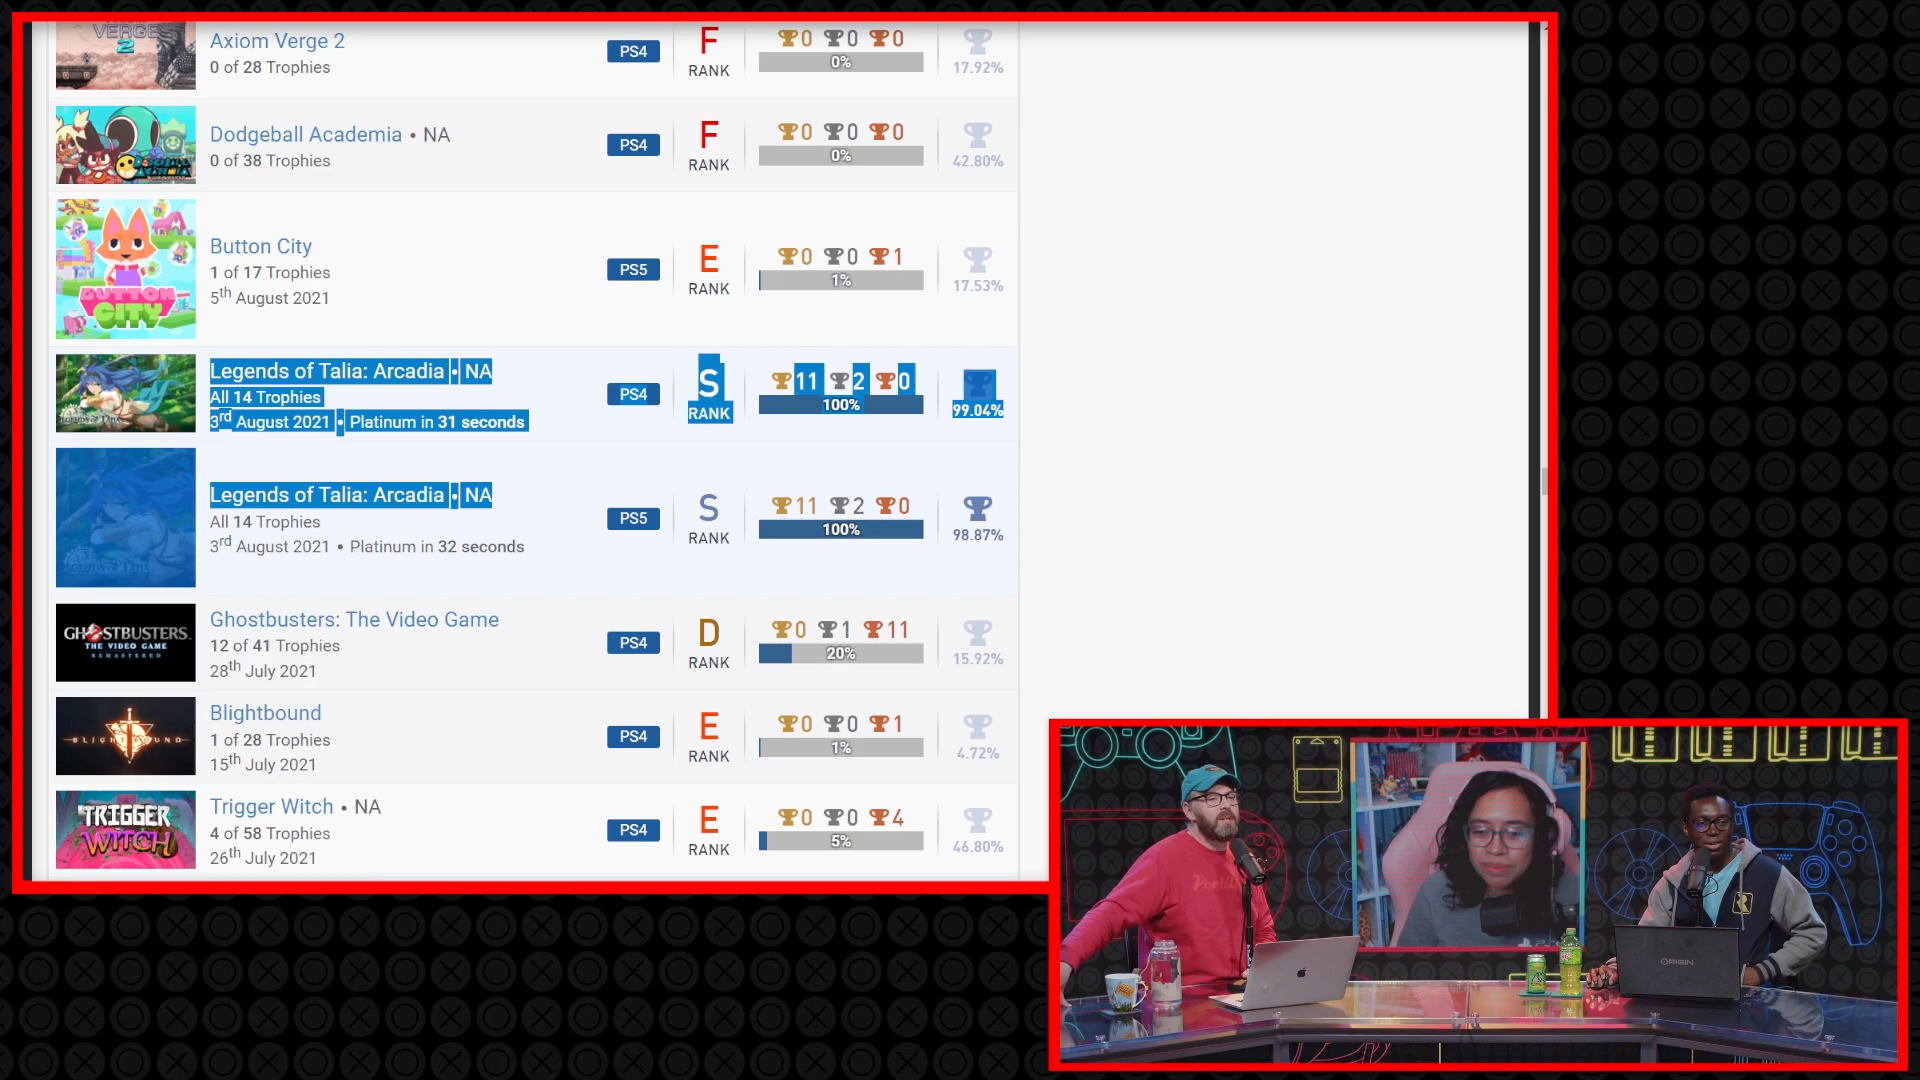 VERGE
2
Axiom Verge 2
0 of 28 Trophies
PS4
F
RANK
0 0 0
0%
17.92%
DODGEBALL
ACADEMIA
Dodgeball Academia • NA
0 of 38 Trophies
PS4
F
RANK
0 0 0
0%
42.80%
BUTTON
CITY
Button City
1 of 17 Trophies
5th August 2021
PS5
E
RANK
0 0 1
1%
17.53%
Legends of Talia: Arcadia • NA
All 14 Trophies
3rd August 2021 • Platinum in 31 seconds
PS4
S
RANK
11 2 0
100%
99.04%
Legends of Talia: Arcadia • NA
All 14 Trophies
3rd August 2021 • Platinum in 32 seconds
PS5
S
RANK
11 2 0
100%
98.87%
GHOSTBUSTERS
THE VIDEO GAME
REMASTERED
Ghostbusters: The Video Game
12 of 41 Trophies
28th July 2021
PS4
D
RANK
0 1 11
20%
15.92%
BLIGHTBOUND
Blightbound
1 of 28 Trophies
15th July 2021
PS4
E
RANK
0 0 1
1%
4.72%
TRIGGER
WITCH
Trigger Witch • NA
4 of 58 Trophies
26th July 2021
PS4
E
RANK
0 0 4
5%
46.80%
ORIGIN